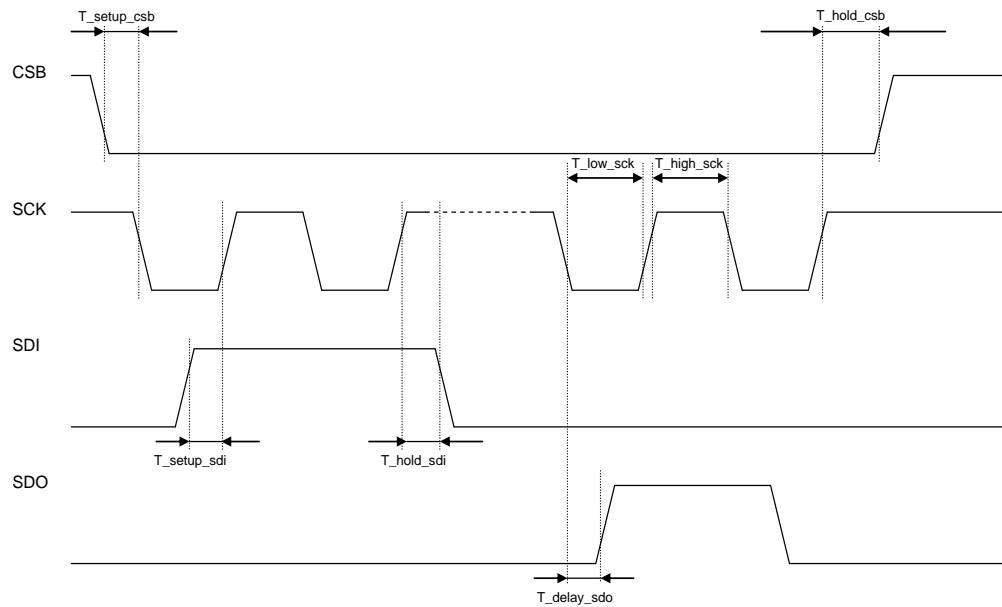 T_setup_csb
T_hold_csb
CSB
T_low_sck
T_high_sck
SCK
SDI
T_setup_sdi
T_hold_sdi
SDO
T_delay_sdo